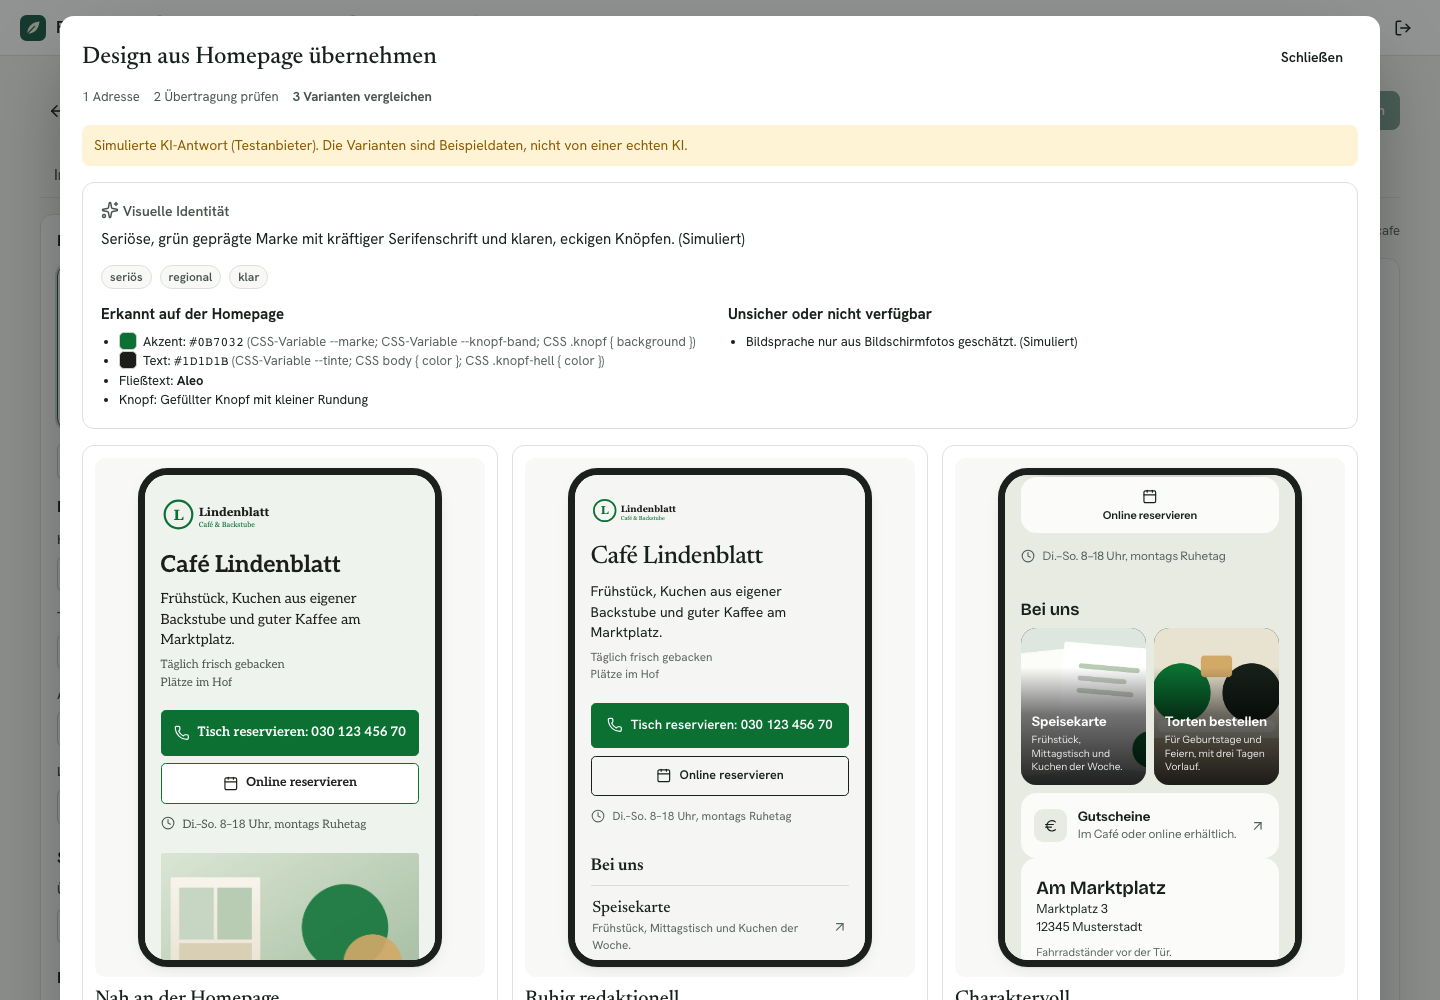 Design aus Homepage übernehmen
Schließen
1 Adresse 2 Übertragung prüfen 3 Varianten vergleichen
Simulierte KI-Antwort (Testanbieter). Die Varianten sind Beispieldaten, nicht von einer echten KI.
Visuelle Identität
Seriöse, grün geprägte Marke mit kräftiger Serifenschrift und klaren, eckigen Knöpfen. (Simuliert)
seriös regional klar
Erkannt auf der Homepage
Akzent: #0B7032 (CSS-Variable --marke; CSS-Variable --knopf-band; CSS .knopf { background })
Text: #1D1D1B (CSS-Variable --tinte; CSS body { color }; CSS .knopf-hell { color })
Fließtext: Aleo
Knopf: Gefüllter Knopf mit kleiner Rundung
Unsicher oder nicht verfügbar
Bildsprache nur aus Bildschirmfotos geschätzt. (Simuliert)
L Lindenblatt
Café & Backstube
Café Lindenblatt
Frühstück, Kuchen aus eigener
Backstube und guter Kaffee am
Marktplatz.
Täglich frisch gebacken
Plätze im Hof
Tisch reservieren: 030 123 456 70
Online reservieren
Di.–So. 8–18 Uhr, montags Ruhetag
Nah an der Homepage
L Lindenblatt
Café & Backstube
Café Lindenblatt
Frühstück, Kuchen aus eigener
Backstube und guter Kaffee am
Marktplatz.
Täglich frisch gebacken
Plätze im Hof
Tisch reservieren: 030 123 456 70
Online reservieren
Di.–So. 8–18 Uhr, montags Ruhetag
Bei uns
Speisekarte
Frühstück, Mittagstisch und Kuchen der
Woche.
Ruhig redaktionell
Online reservieren
Di.–So. 8–18 Uhr, montags Ruhetag
Bei uns
Speisekarte
Frühstück,
Mittagstisch und
Kuchen der Woche.
Torten bestellen
Für Geburtstage und
Feiern, mit drei Tagen
Vorlauf.
€ Gutscheine
Im Café oder online erhältlich.
Am Marktplatz
Marktplatz 3
12345 Musterstadt
Fahrradständer vor der Tür.
Charaktervoll